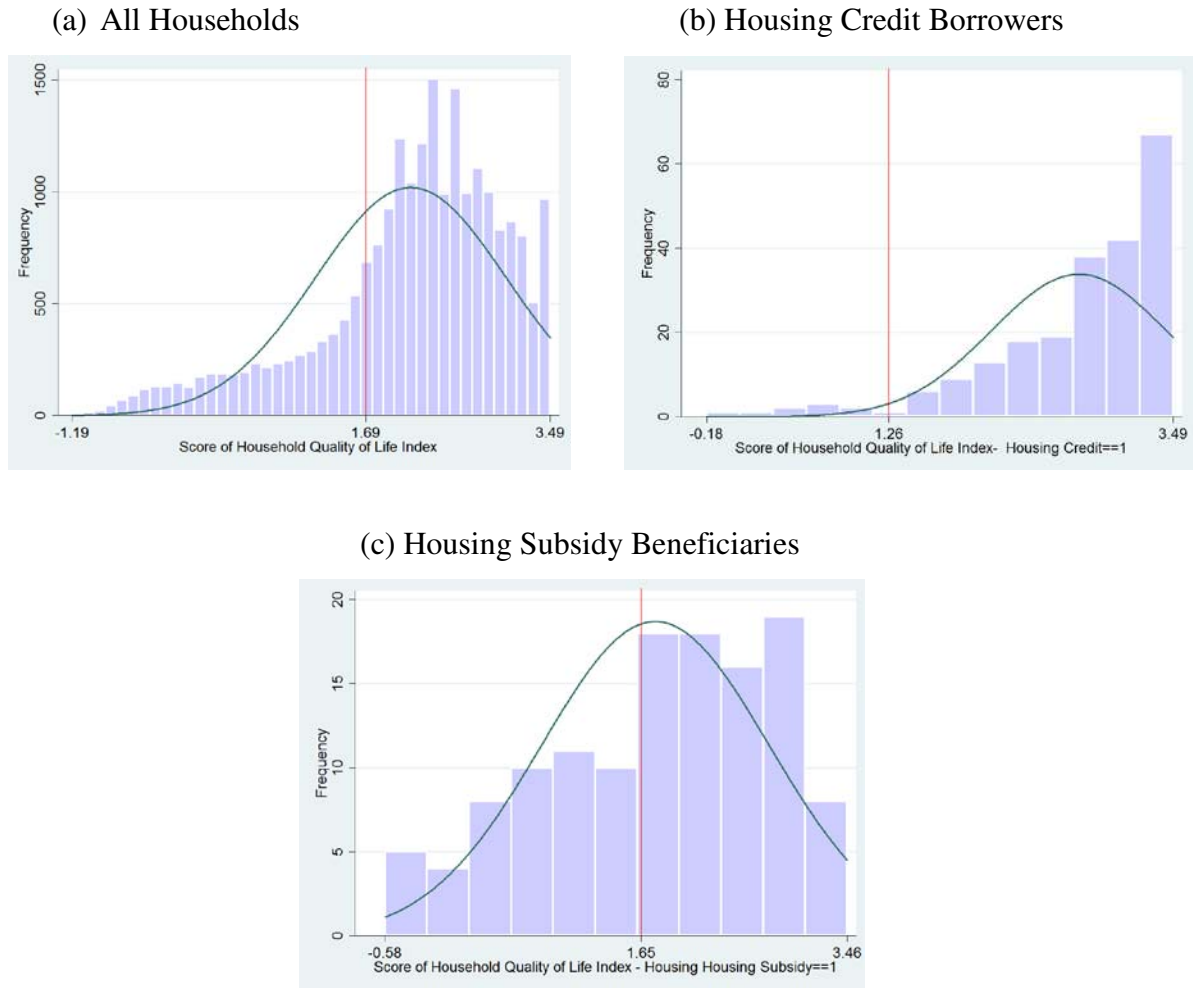 (a) All Households
1500
1000
500
0
Frequency
-1.19
1.69
3.49
Score of Household Quality of Life Index
(b) Housing Credit Borrowers
80
60
40
20
0
Frequency
-0.18
1.26
3.49
Score of Household Quality of Life Index- Housing Credit==1
(c) Housing Subsidy Beneficiaries
20
15
10
5
0
Frequency
-0.58
1.65
3.46
Score of Household Quality of Life Index - Housing Housing Subsidy==1